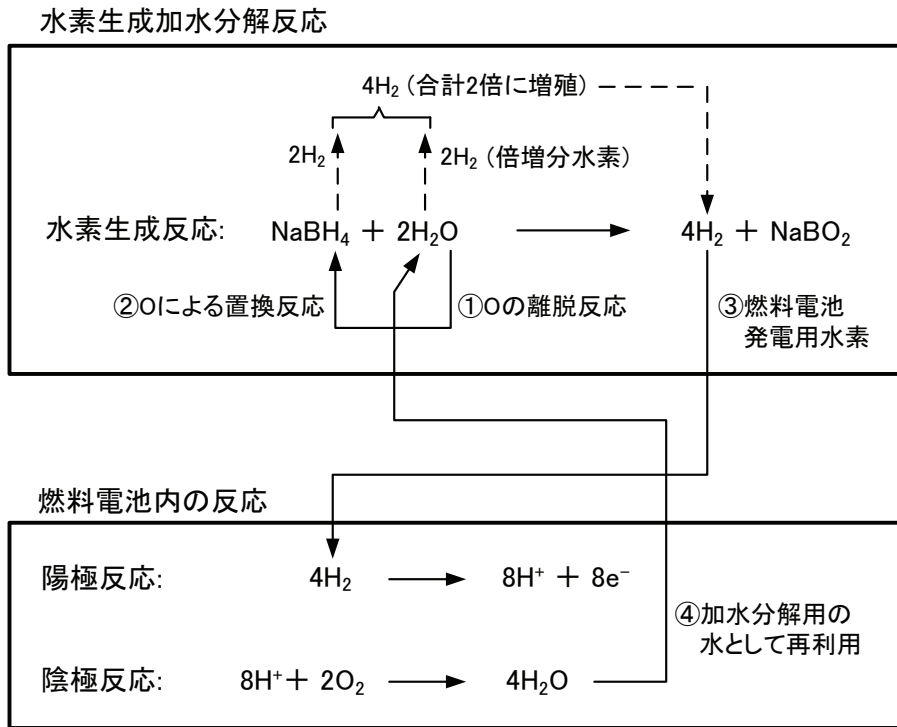 水素生成加水分解反応
4H₂ (合計2倍に増殖)
2H₂
2H₂ (倍増分水素)
水素生成反応: NaBH₄ + 2H₂O → 4H₂ + NaBO₂
②Oによる置換反応
①Oの離脱反応
③燃料電池
発電用水素
燃料電池内の反応
陽極反応: 4H₂ → 8H⁺ + 8e⁻
④加水分解用の
水として再利用
陰極反応: 8H⁺+ 2O₂ → 4H₂O